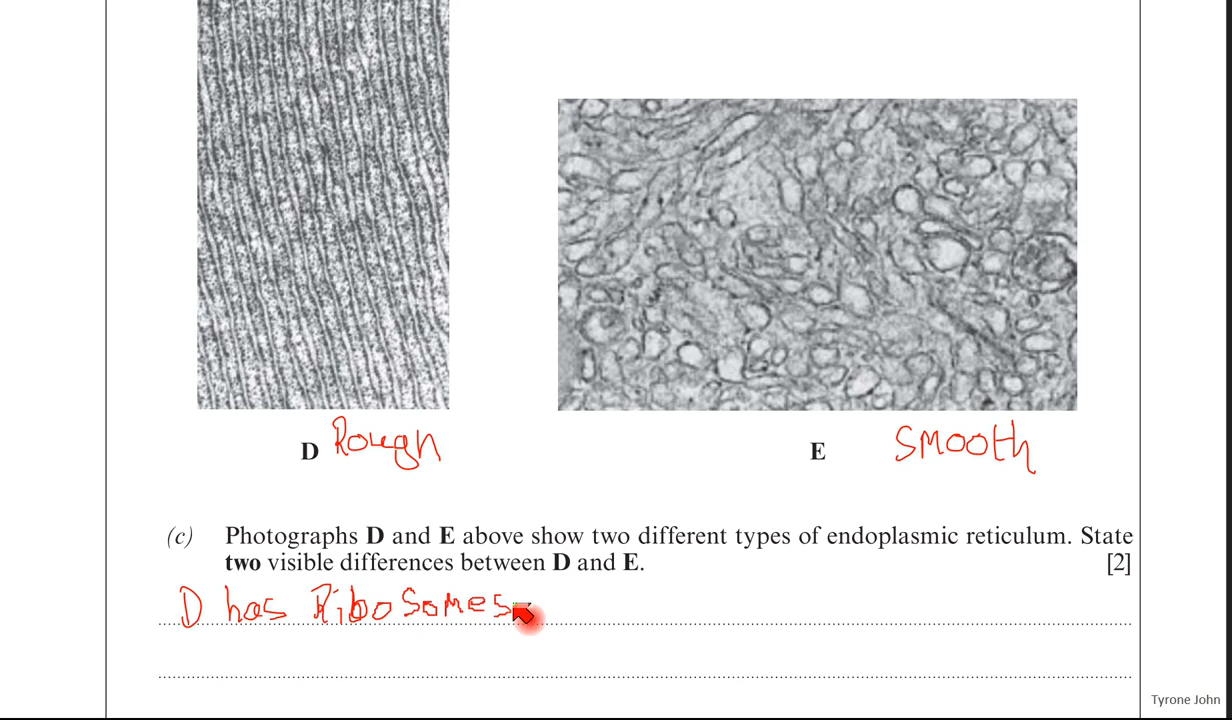 D Rough
E Smooth
(c) Photographs D and E above show two different types of endoplasmic reticulum. State
two visible differences between D and E. [2]
D has Ribosomes
Tyrone John